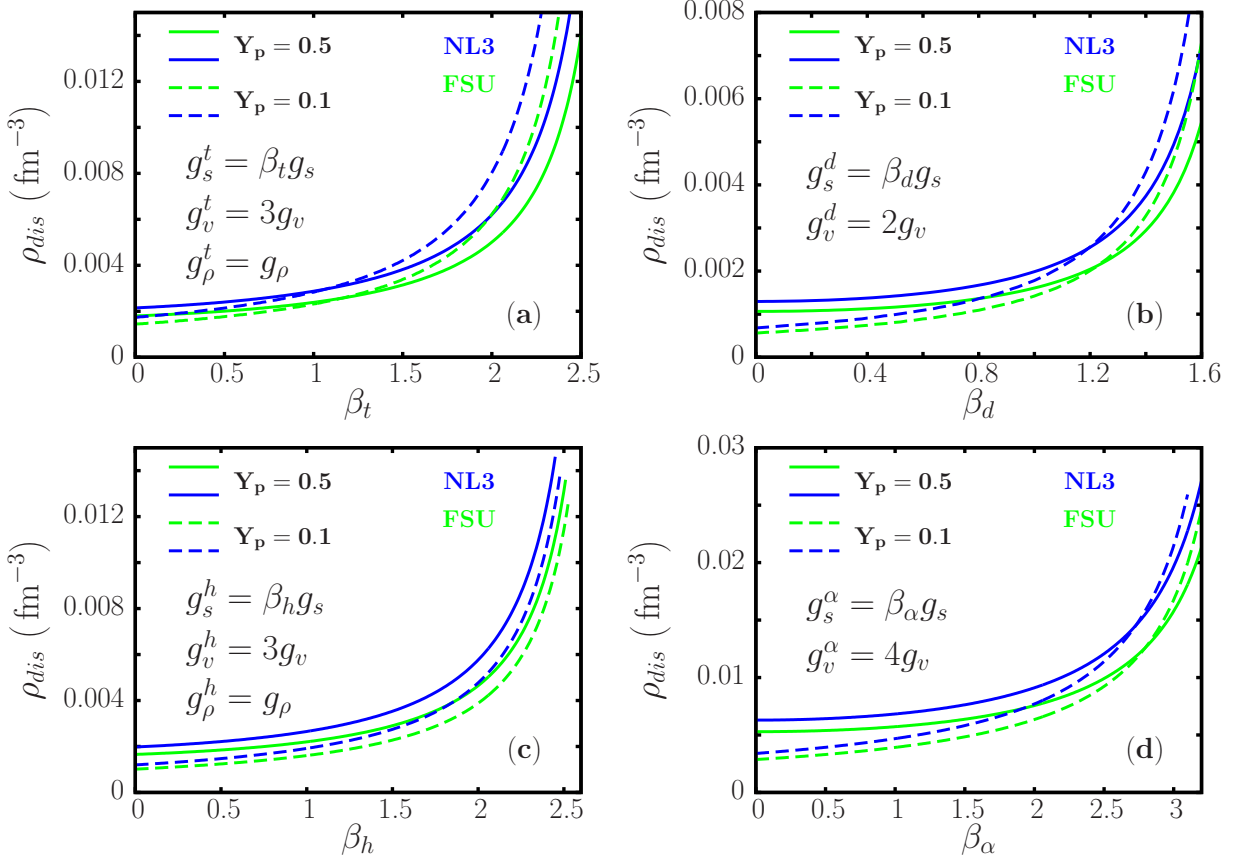 Y_p = 0.5 NL3
Y_p = 0.1 FSU
g_s^t = β_t g_s
g_v^t = 3g_v
g_ρ^t = g_ρ
(a)
ρ_dis ( fm^−3 )
0.012
0.008
0.004
0
0 0.5 1 1.5 2 2.5
β_t
Y_p = 0.5 NL3
Y_p = 0.1 FSU
g_s^d = β_d g_s
g_v^d = 2g_v
(b)
ρ_dis ( fm^−3 )
0.008
0.006
0.004
0.002
0
0 0.4 0.8 1.2 1.6
β_d
Y_p = 0.5 NL3
Y_p = 0.1 FSU
g_s^h = β_h g_s
g_v^h = 3g_v
g_ρ^h = g_ρ
(c)
ρ_dis ( fm^−3 )
0.012
0.008
0.004
0
0 0.5 1 1.5 2 2.5
β_h
Y_p = 0.5 NL3
Y_p = 0.1 FSU
g_s^α = β_α g_s
g_v^α = 4g_v
(d)
ρ_dis ( fm^−3 )
0.03
0.02
0.01
0
0 0.5 1 1.5 2 2.5 3
β_α